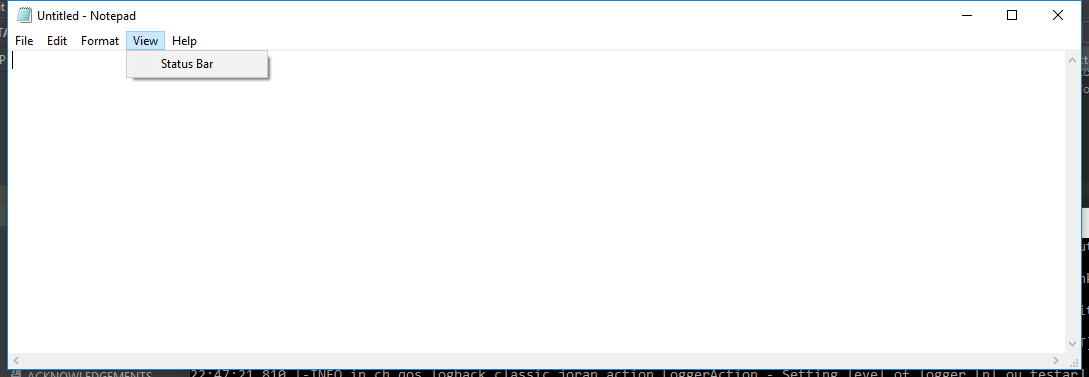 Untitled - Notepad
File Edit Format View Help
Status Bar
ACKNOWLEDGEMENTS
22:47:21,810 |-INFO in ch.qos.logback.classic.joran.action.LoggerAction - Setting level of logger [nl.ou.testar